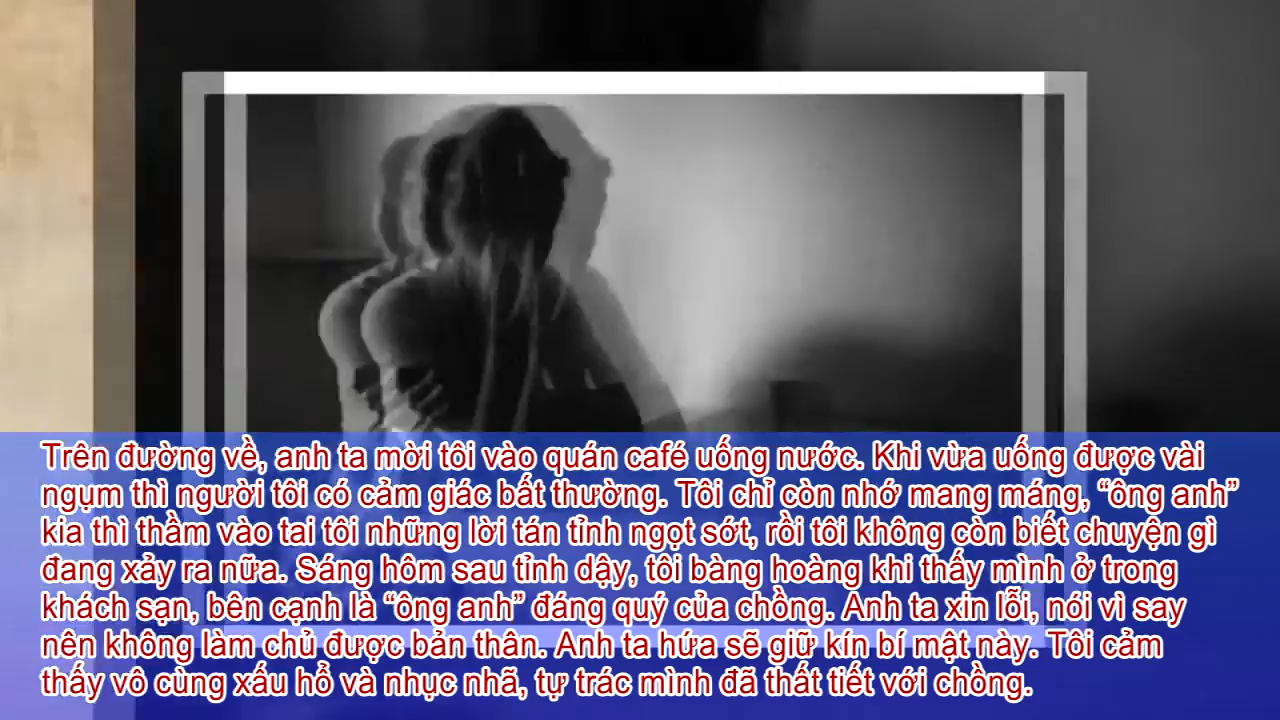 Trên đường về, anh ta mời tôi vào quán café uống nước. Khi vừa uống được vài
ngụm thì người tôi có cảm giác bất thường. Tôi chỉ còn nhớ mang máng, “ông anh”
kia thì thầm vào tai tôi những lời tán tỉnh ngọt sớt, rồi tôi không còn biết chuyện gì
đang xảy ra nữa. Sáng hôm sau tỉnh dậy, tôi bàng hoàng khi thấy mình ở trong
khách sạn, bên cạnh là “ông anh” đáng quý của chồng. Anh ta xin lỗi, nói vì say
nên không làm chủ được bản thân. Anh ta hứa sẽ giữ kín bí mật này. Tôi cảm
thấy vô cùng xấu hổ và nhục nhã, tự trác mình đã thất tiết với chồng.